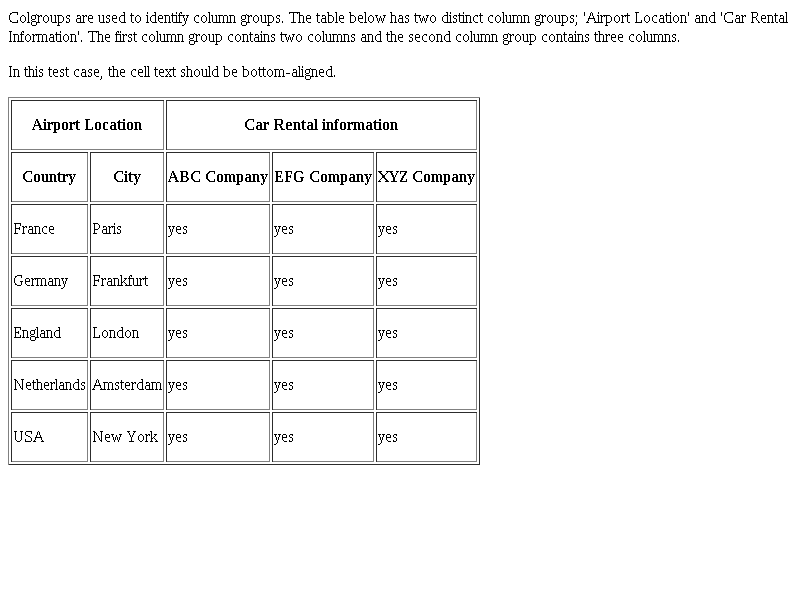 Colgroups are used to identify column groups. The table below has two distinct column groups; 'Airport Location' and 'Car Rental
Information'. The first column group contains two columns and the second column group contains three columns.
In this test case, the cell text should be bottom-aligned.
Airport Location Car Rental information
Country City ABC Company EFG Company XYZ Company
France Paris yes yes yes
Germany Frankfurt yes yes yes
England London yes yes yes
Netherlands Amsterdam yes yes yes
USA New York yes yes yes